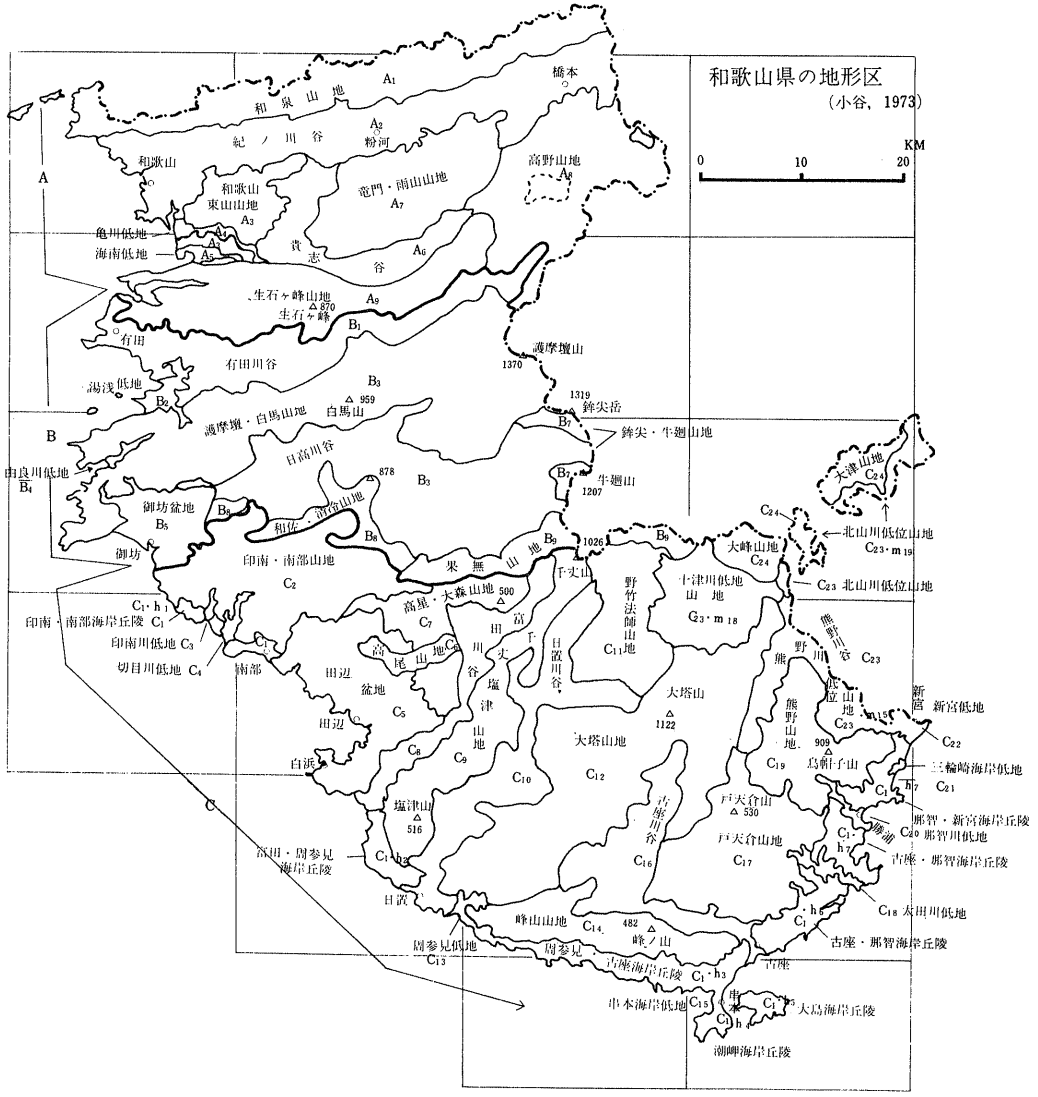 和歌山県の地形区
(小谷, 1973)
KM
0 10 20
A
B
C
橋本
和泉山地
A₁
紀ノ川谷
A₂
粉河
和歌山
高野山地
A₈
和歌山
東山山地
A₃
竜門・雨山山地
A₇
亀川低地
A₄
A₃
海南低地
A₅
貴志谷
A₆
生石ヶ峰山地
870
生石ヶ峰
A₉
B₁
有田
有田川谷
1370
護摩壇山
湯浅低地
B₂
B₃
959
白馬山
護摩壇・白馬山地
1319
鉾尖岳
B₇
鉾尖・牛廻山地
日高川谷
由良川低地
B₄
878
B₃
B₇
牛廻山
1207
大津山地
C₂₄
御坊盆地
B₅
B₈
和佐・清冷山地
C₂₄
北山川低位山地
C₂₃・m₁₉
御坊
印南・南部山地
C₂
B₈
果無山地
B₉
1026
B₉
大峰山地
C₂₄
千丈山
C₂₃ 北山川低位山地
C₁・h₁
印南・南部海岸丘陵
C₁
高星・大森山地
500
C₇
野竹法師山地
C₁₁
十津川低地
山地
C₂₃・m₁₈
印南川低地 C₃
切目川低地 C₄
C₁
南部
高尾山地
C₆
富田川谷
千丈
塩津山地
日置川谷
熊野川谷
C₂₃
田辺
盆地
C₅
田辺
大塔山
1122
熊野川低位山地
C₂₃
m₁₅
新宮
新宮低地
C₂₂
白浜
C₈
C₉
C₁₀
大塔山地
C₁₂
熊野山地
C₁₉
909
烏帽子山
三輪崎海岸低地
C₂₁
C₁
h₇
那智・新宮海岸丘陵
塩津山
516
古座川谷
C₁₆
戸天倉山
530
戸天倉山地
C₁₇
勝浦
C₂₀ 那智川低地
C₁・
h₇
古座・那智海岸丘陵
富田・周参見
海岸丘陵
C₁・h₂
日置
C₁₈ 太田川低地
峰山山地
C₁₄
482
峰ノ山
C₁・h₆
古座・那智海岸丘陵
周参見低地
C₁₃
周参見・古座海岸丘陵
C₁・h₃
古座
串本海岸低地
C₁₅
串本
C₁・h₅
大島海岸丘陵
C₁h₄
潮岬海岸丘陵